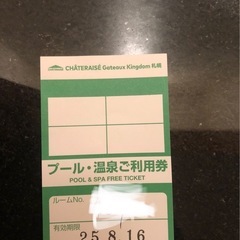 CHÂTERAISÉ Gateaux Kingdom 札幌
プール・温泉ご利用券
POOL & SPA FREE TICKET
ルームNo.
有効期限
25.8.16